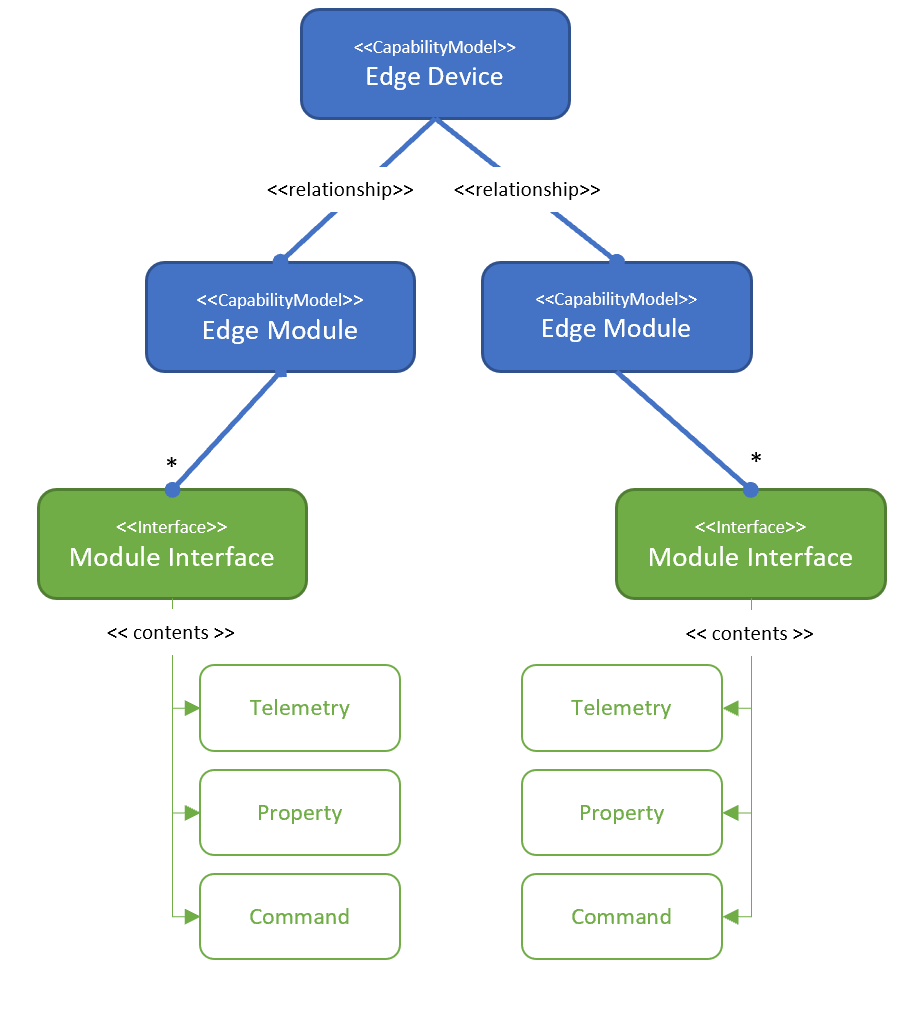 <<CapabilityModel>>
Edge Device
<<relationship>>
<<relationship>>
<<CapabilityModel>>
Edge Module
<<CapabilityModel>>
Edge Module
*
*
<<Interface>>
Module Interface
<<Interface>>
Module Interface
<< contents >>
<< contents >>
Telemetry
Telemetry
Property
Property
Command
Command